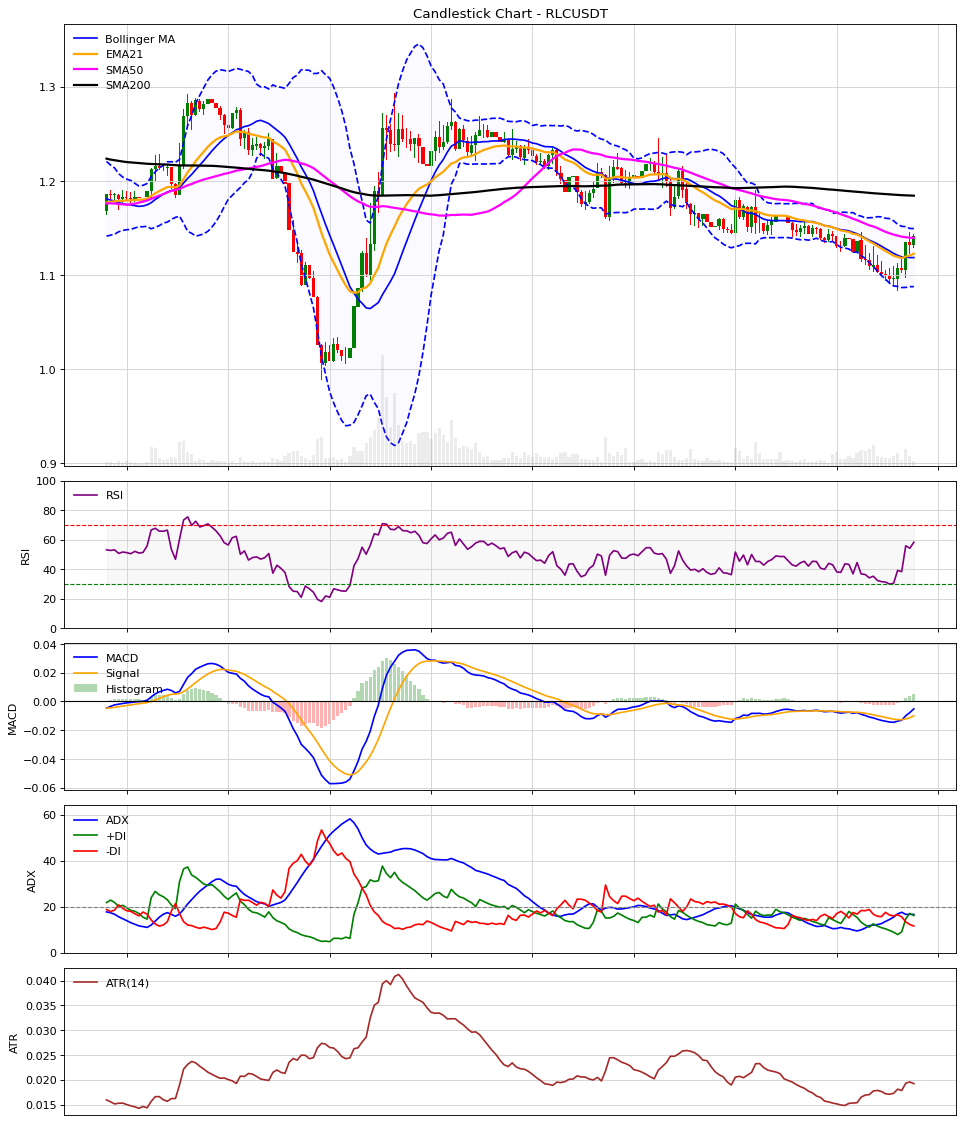 Candlestick Chart - RLCUSDT
Bollinger MA
EMA21
SMA50
SMA200
1.3
1.2
1.1
1.0
0.9
RSI
100
80
60
40
20
0
RSI
MACD
Signal
Histogram
0.04
0.02
0.00
−0.02
−0.04
−0.06
MACD
ADX
+DI
-DI
60
40
20
0
ADX
ATR(14)
0.040
0.035
0.030
0.025
0.020
0.015
ATR